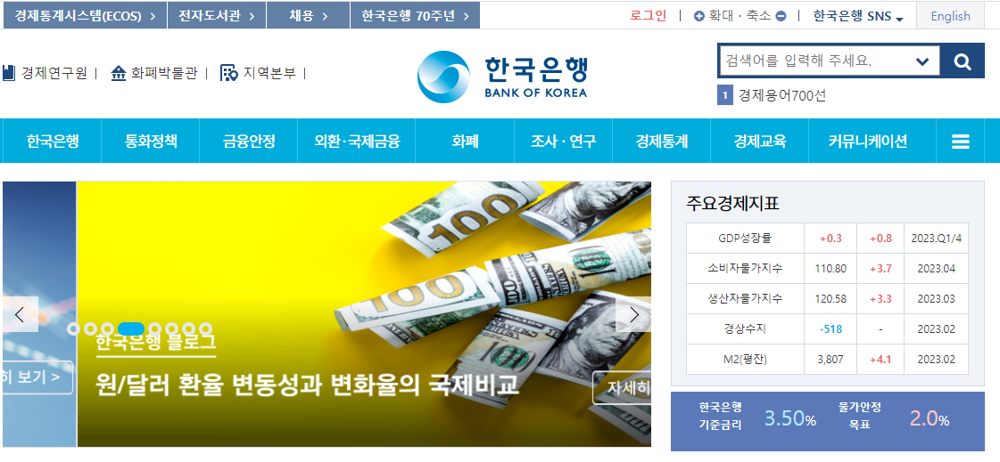 경제통계시스템(ECOS) > 전자도서관 > 채용 > 한국은행 70주년 >
로그인 | 확대 · 축소 | 한국은행 SNS English
경제연구원 | 화폐박물관 | 지역본부 |
한국은행
BANK OF KOREA
검색어를 입력해 주세요.
1 경제용어700선
한국은행 통화정책 금융안정 외환·국제금융 화폐 조사·연구 경제통계 경제교육 커뮤니케이션
히 보기 >
100
100
한국은행 블로그
원/달러 환율 변동성과 변화율의 국제비교
자세히
주요경제지표
GDP성장률 +0.3 +0.8 2023.Q1/4
소비자물가지수 110.80 +3.7 2023.04
생산자물가지수 120.58 +3.3 2023.03
경상수지 -518 - 2023.02
M2(평잔) 3,807 +4.1 2023.02
한국은행
기준금리
3.50%
물가안정
목표
2.0%